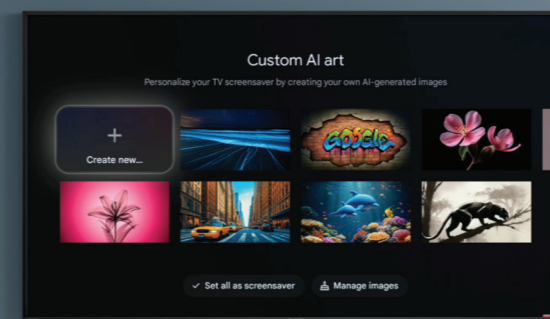 Custom AI art
Personalize your TV screensaver by creating your own AI-generated images
GOOGLE
+
Create new...
Set all as screensaver
Manage images